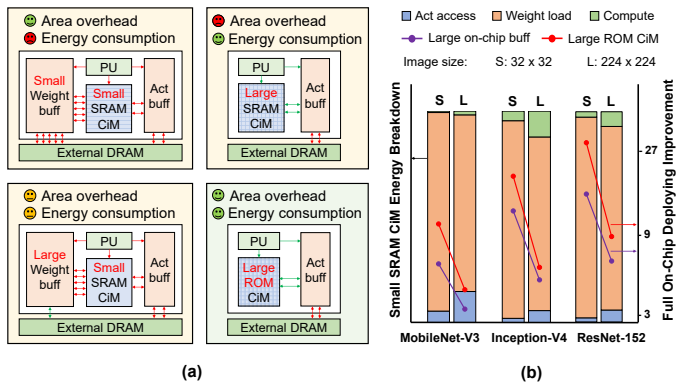 Area overhead
Energy consumption
Small
Weight
buff
PU
Small
SRAM
CiM
Act
buff
External DRAM
Area overhead
Energy consumption
PU
Large
SRAM
CiM
Act
buff
External DRAM
Area overhead
Energy consumption
Large
Weight
buff
PU
Small
SRAM
CiM
Act
buff
External DRAM
Area overhead
Energy consumption
PU
Large
ROM
CiM
Act
buff
External DRAM
(a)
Act access Weight load Compute
Large on-chip buff Large ROM CiM
Image size: S: 32 x 32 L: 224 x 224
Small SRAM CiM Energy Breakdown
S L S L S L
27
9
3
Full On-Chip Deploying Improvement
MobileNet-V3 Inception-V4 ResNet-152
(b)